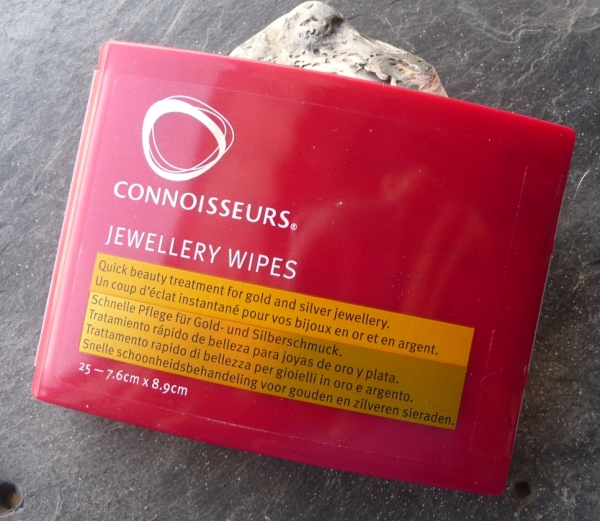 CONNOISSEURS®
JEWELLERY WIPES
Quick beauty treatment for gold and silver jewellery.
Un coup d'éclat instantané pour vos bijoux en or et en argent.
Schnelle Pflege für Gold- und Silberschmuck.
Tratamiento rápido de belleza para joyas de oro y plata.
Trattamento rapido di bellezza per gioielli in oro e argento.
Snelle schoonheidsbehandeling voor gouden en zilveren sieraden.
25 – 7.6cm x 8.9cm